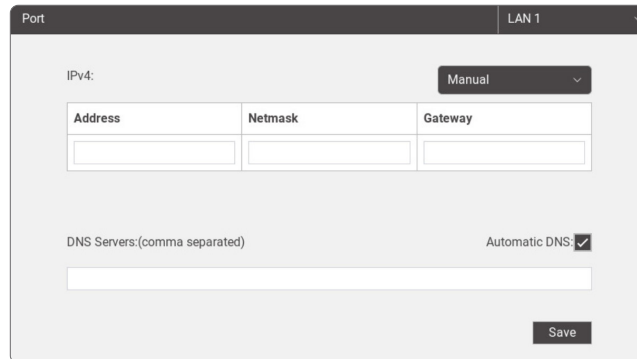 Port LAN 1
IPv4: Manual
Address Netmask Gateway
DNS Servers:(comma separated) Automatic DNS:
Save